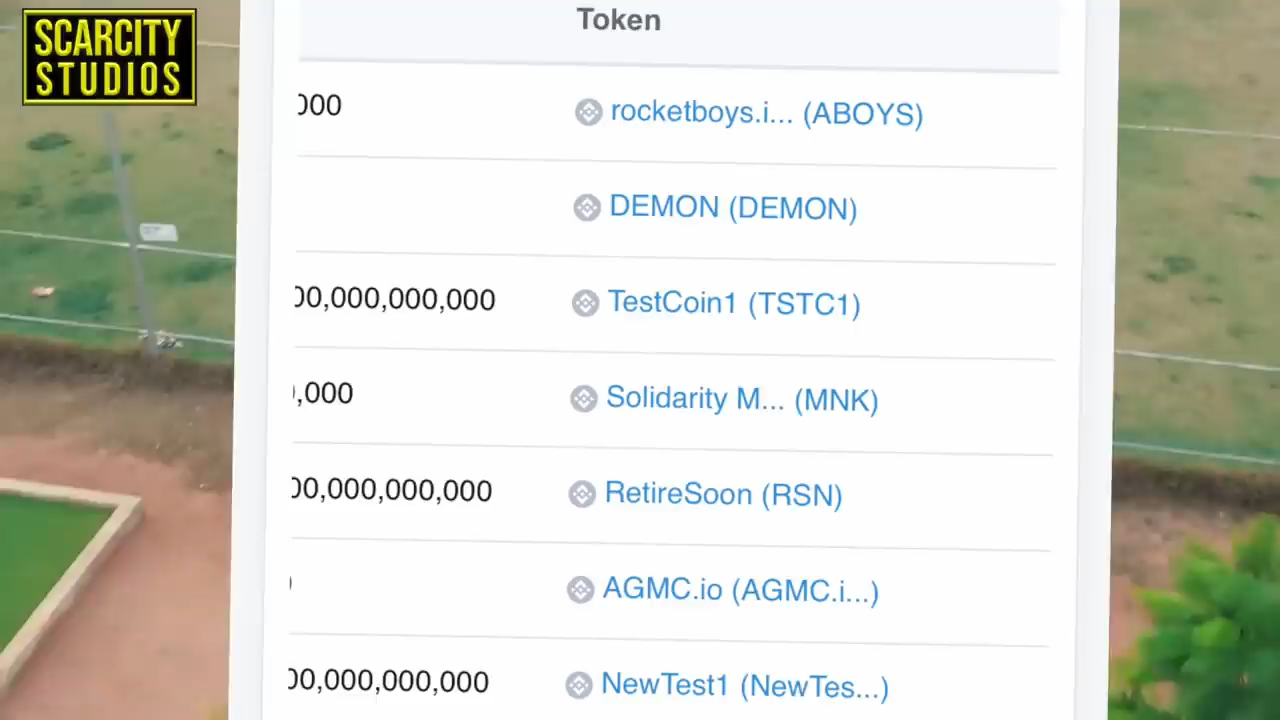 SCARCITY
STUDIOS
Token
000 rocketboys.i... (ABOYS)
DEMON (DEMON)
00,000,000,000 TestCoin1 (TSTC1)
,000 Solidarity M... (MNK)
00,000,000,000 RetireSoon (RSN)
AGMC.io (AGMC.i...)
00,000,000,000 NewTest1 (NewTes...)